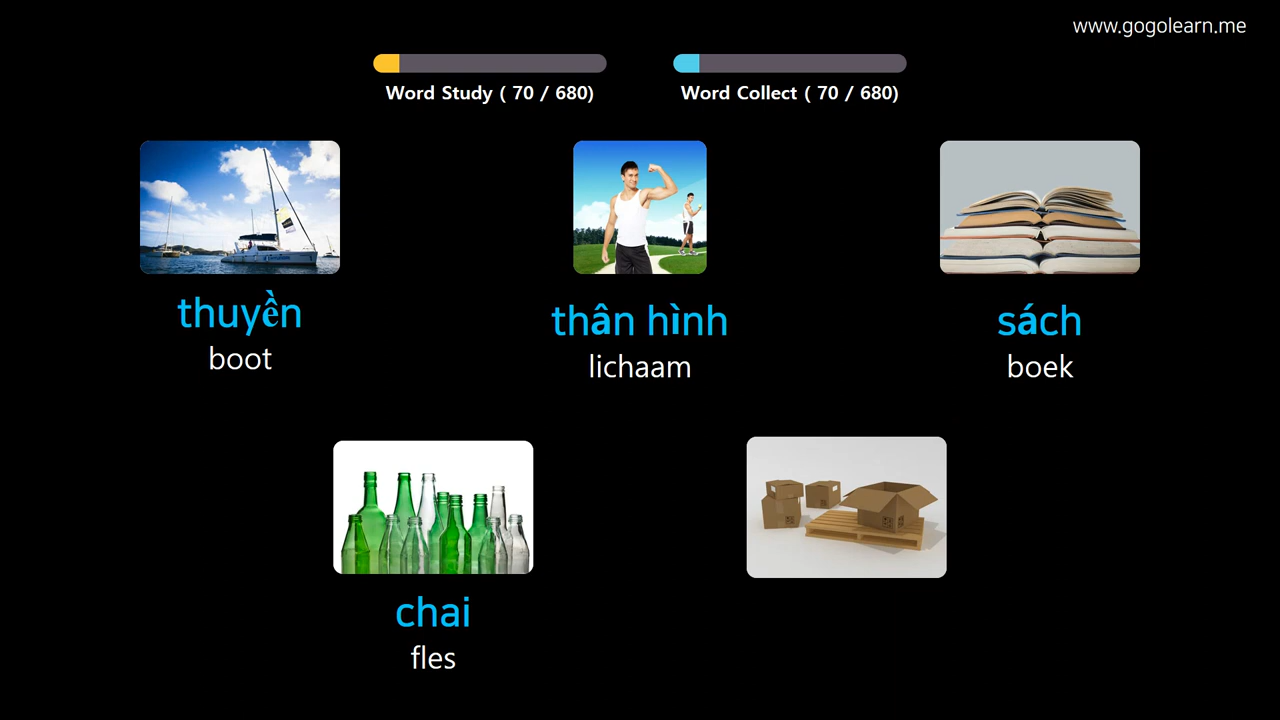 www.gogolearn.me
Word Study ( 70 / 680)
Word Collect ( 70 / 680)
thuyền
boot
thân hình
lichaam
sách
boek
chai
fles